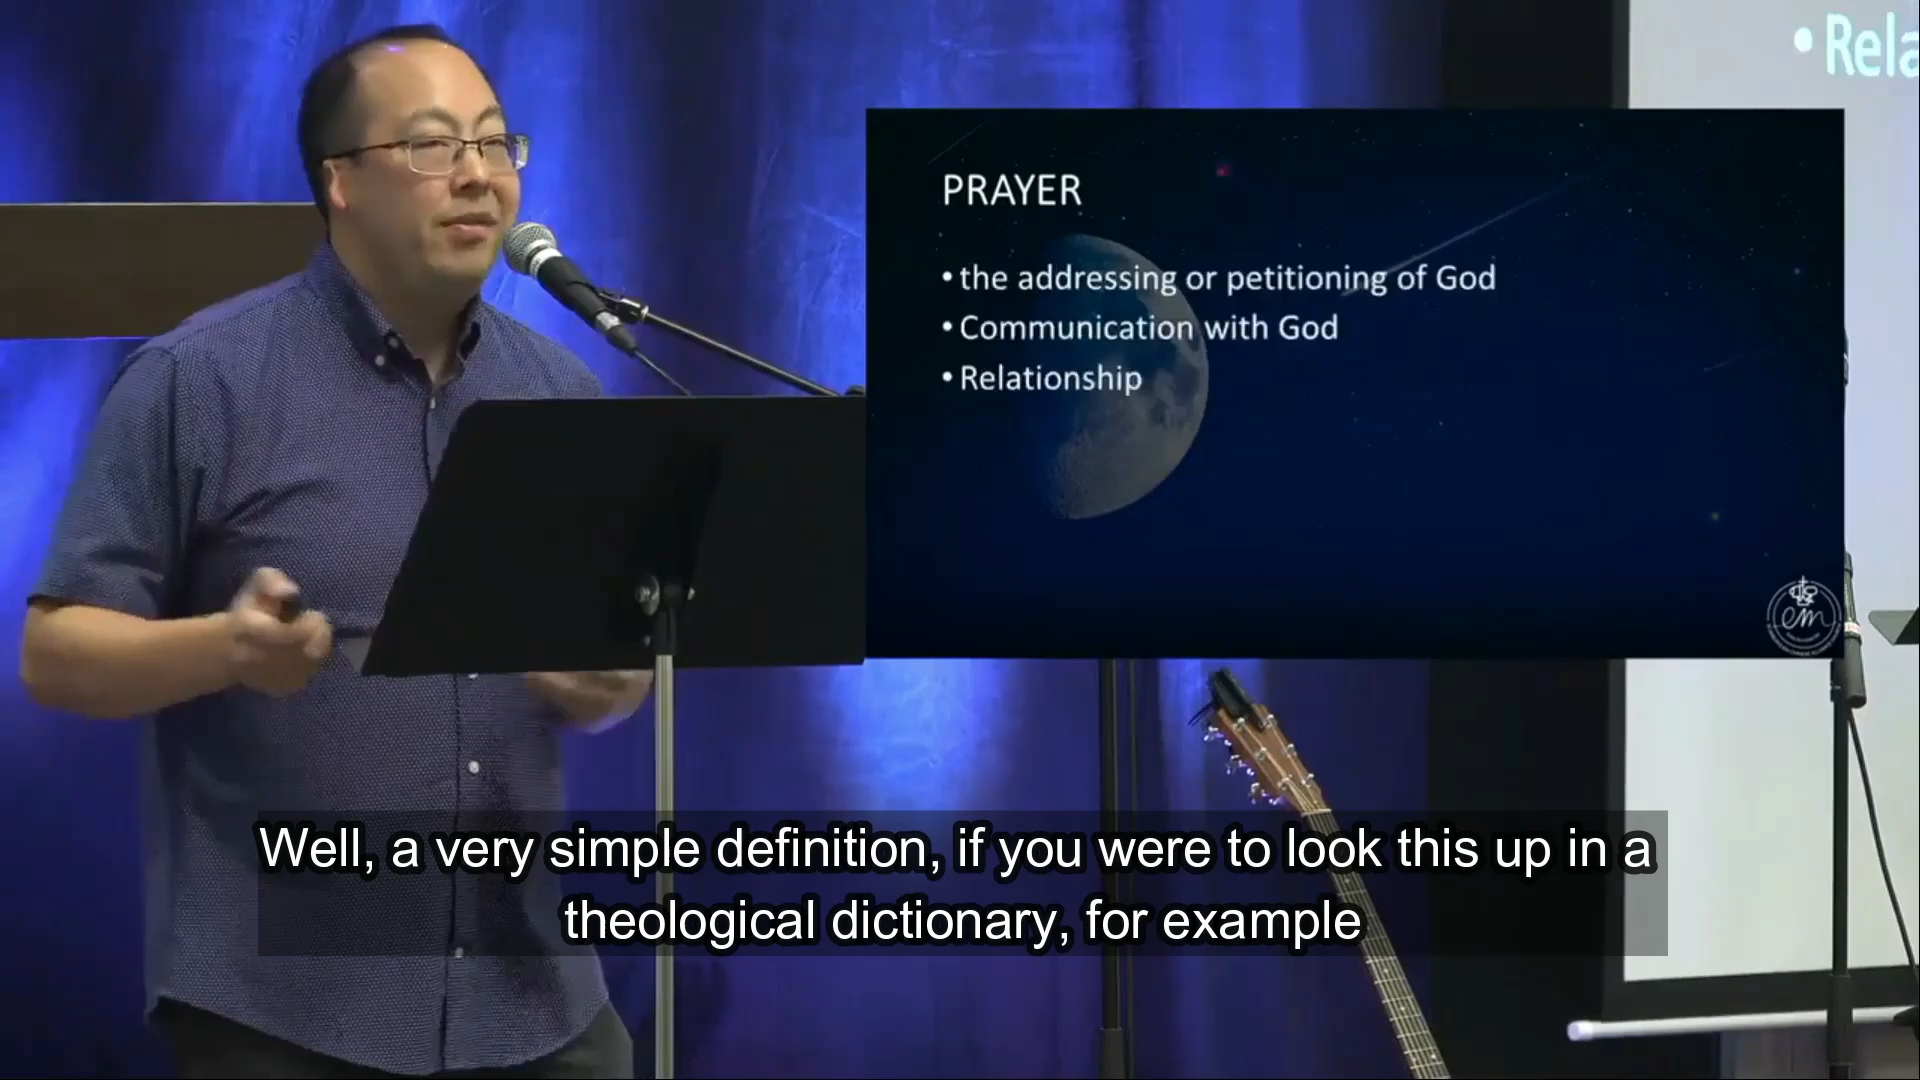 • Rela
PRAYER
• the addressing or petitioning of God
• Communication with God
• Relationship
em
Well, a very simple definition, if you were to look this up in a
theological dictionary, for example